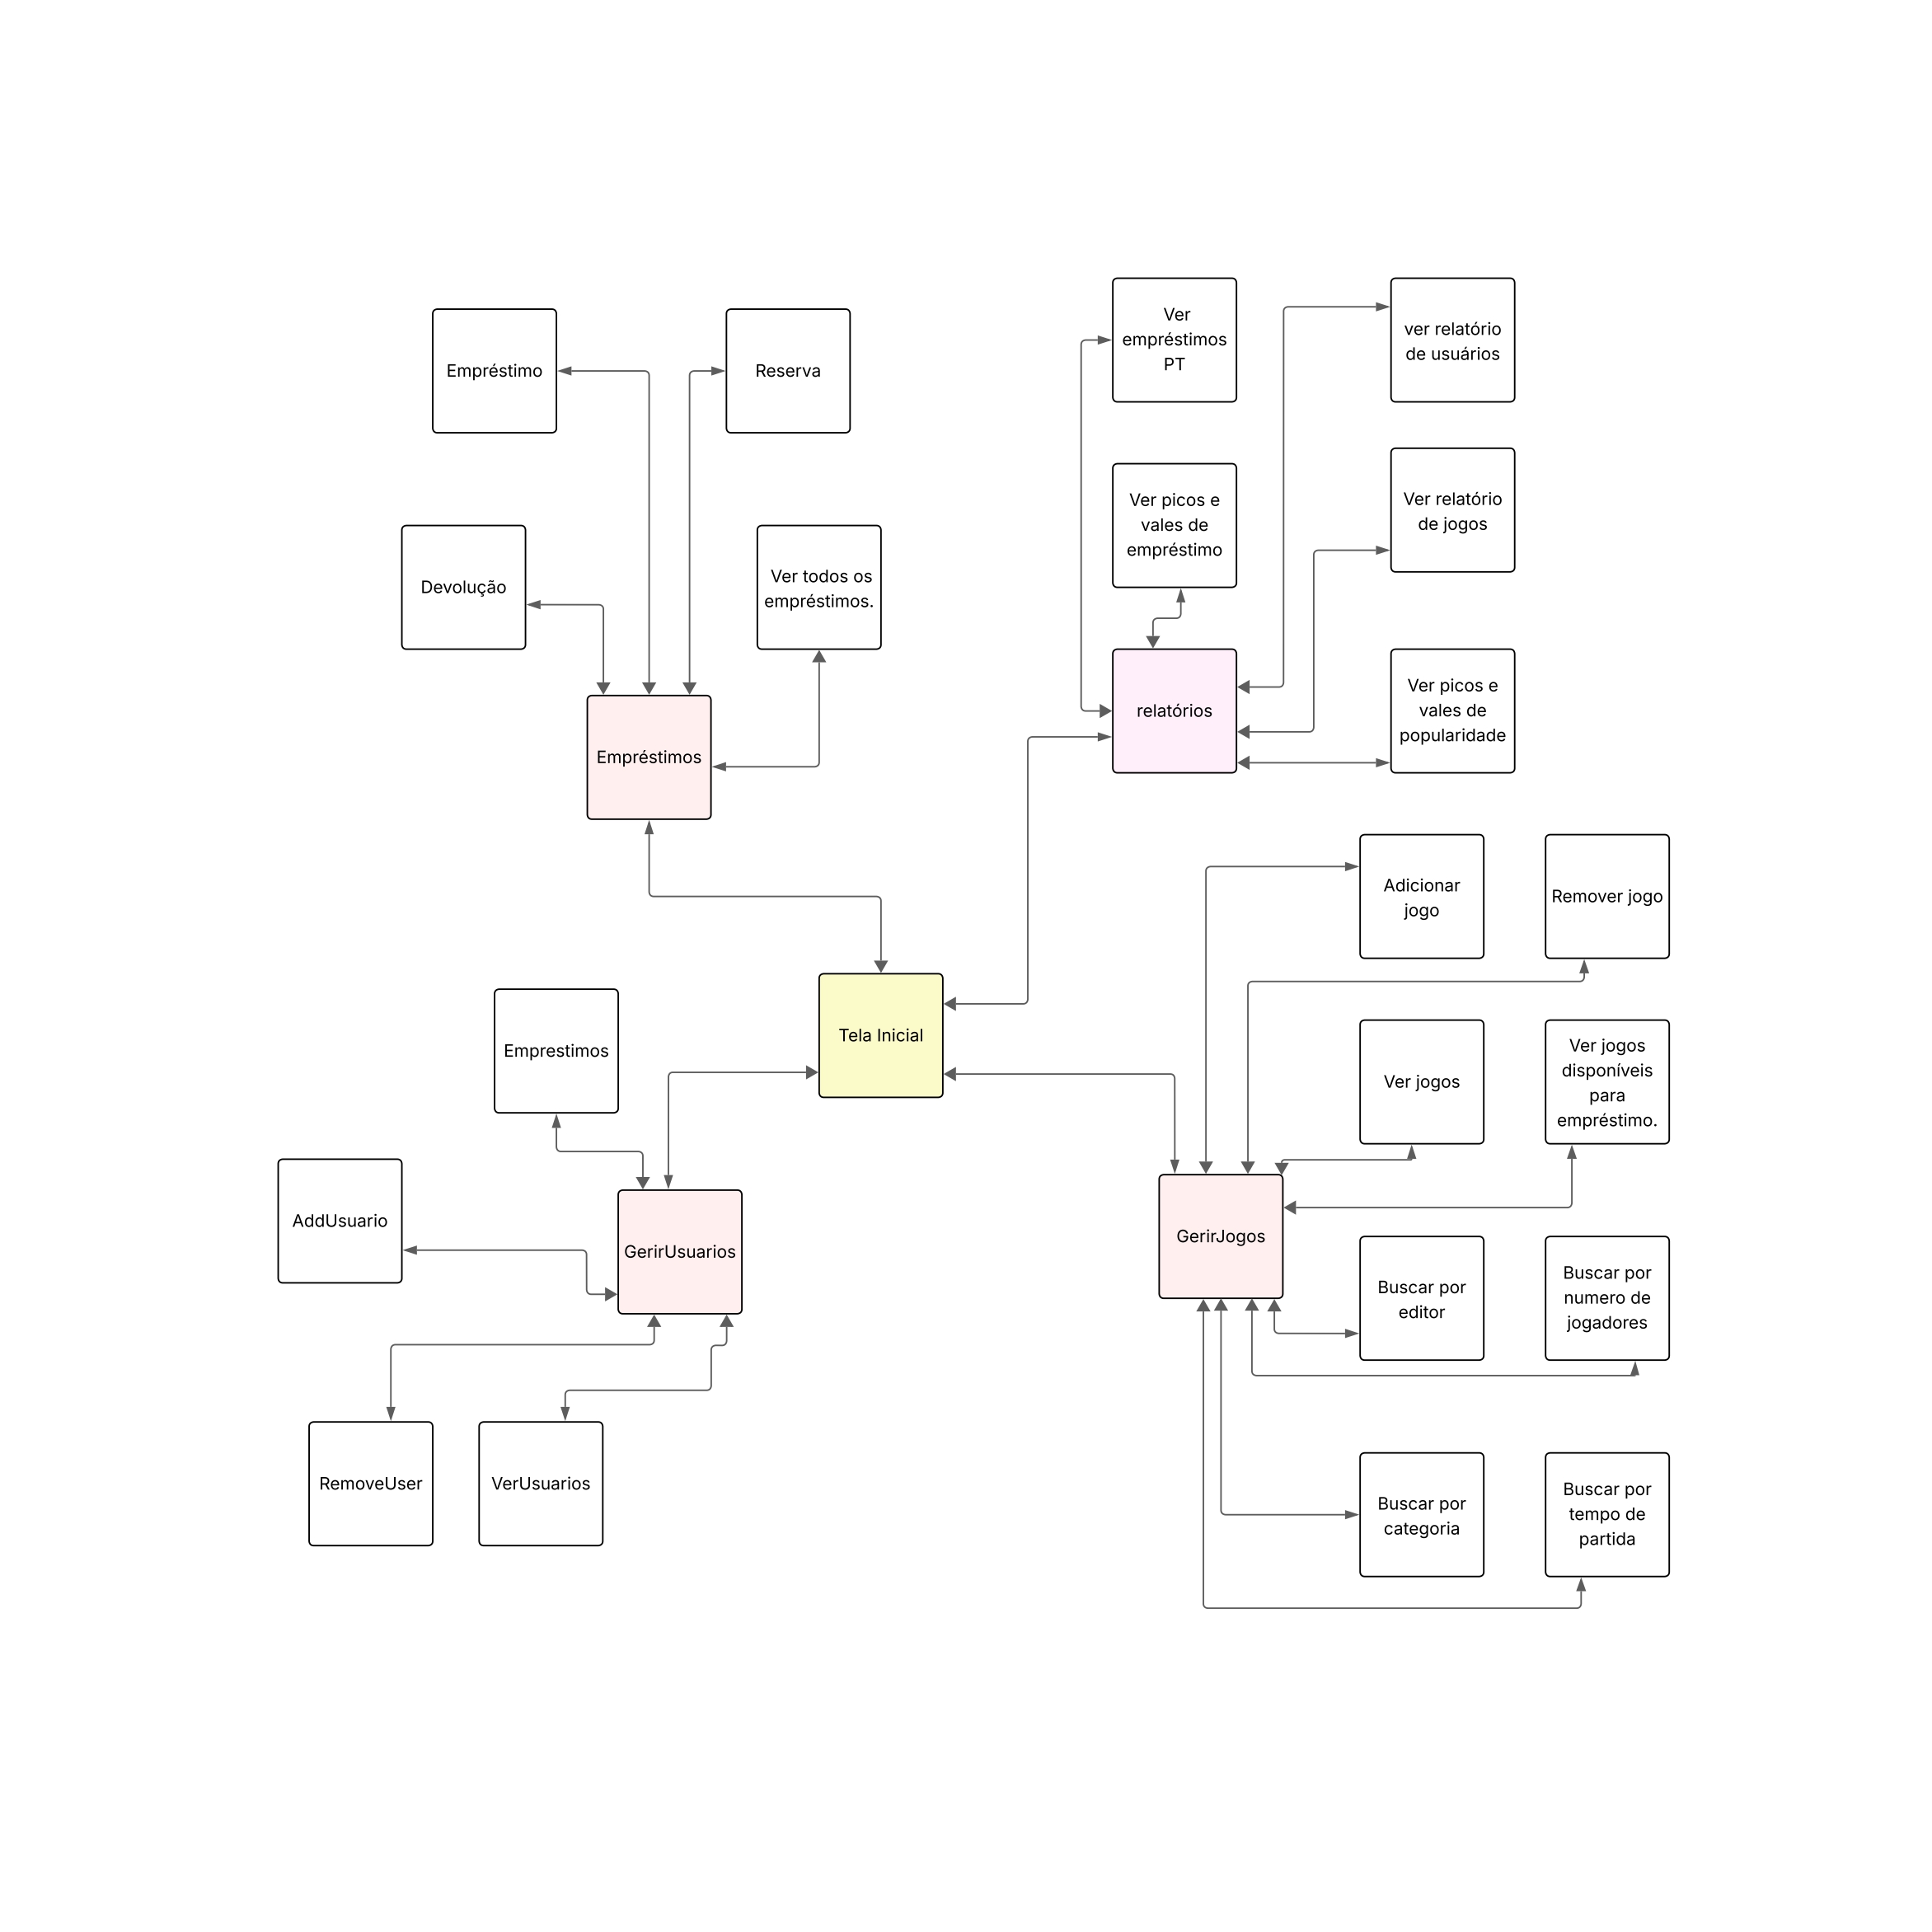 Empréstimo
Reserva
Devolução
Ver todos os
empréstimos.
Empréstimos
Ver
empréstimos
PT
ver relatório
de usuários
Ver picos e
vales de
empréstimo
Ver relatório
de jogos
relatórios
Ver picos e
vales de
popularidade
Tela Inicial
Adicionar
jogo
Remover jogo
Ver jogos
Ver jogos
disponíveis
para
empréstimo.
GerirJogos
Buscar por
editor
Buscar por
numero de
jogadores
Buscar por
categoria
Buscar por
tempo de
partida
Emprestimos
AddUsuario
GerirUsuarios
RemoveUser
VerUsuarios